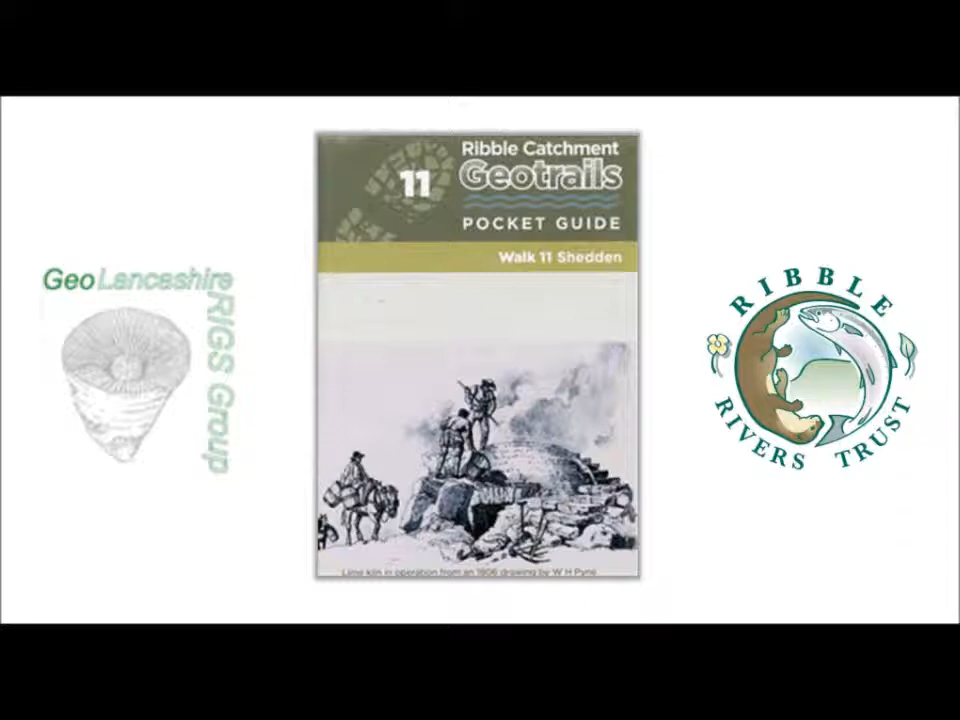 Ribble Catchment
11
Geotrails
POCKET GUIDE
Walk 11 Shedden
GeoLancashire
RIGS Group
RIBBLE
RIVERS TRUST
Lime kiln in operation from an 1806 drawing by W H Pyne